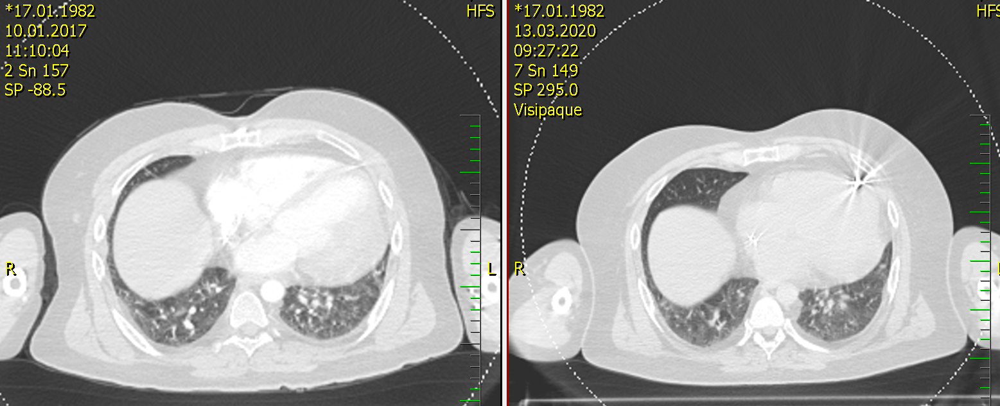 *17.01.1982
10.01.2017
11:10:04
2 Sn 157
SP -88.5
HFS
R
L
*17.01.1982
13.03.2020
09:27:22
7 Sn 149
SP 295.0
Visipaque
HFS
R